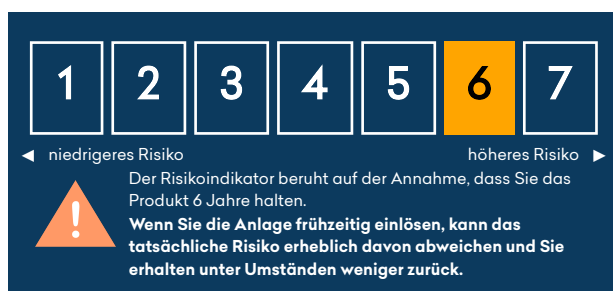 1 2 3 4 5 6 7
◄ niedrigeres Risiko höheres Risiko ►
Der Risikoindikator beruht auf der Annahme, dass Sie das
Produkt 6 Jahre halten.
Wenn Sie die Anlage frühzeitig einlösen, kann das
tatsächliche Risiko erheblich davon abweichen und Sie
erhalten unter Umständen weniger zurück.
!